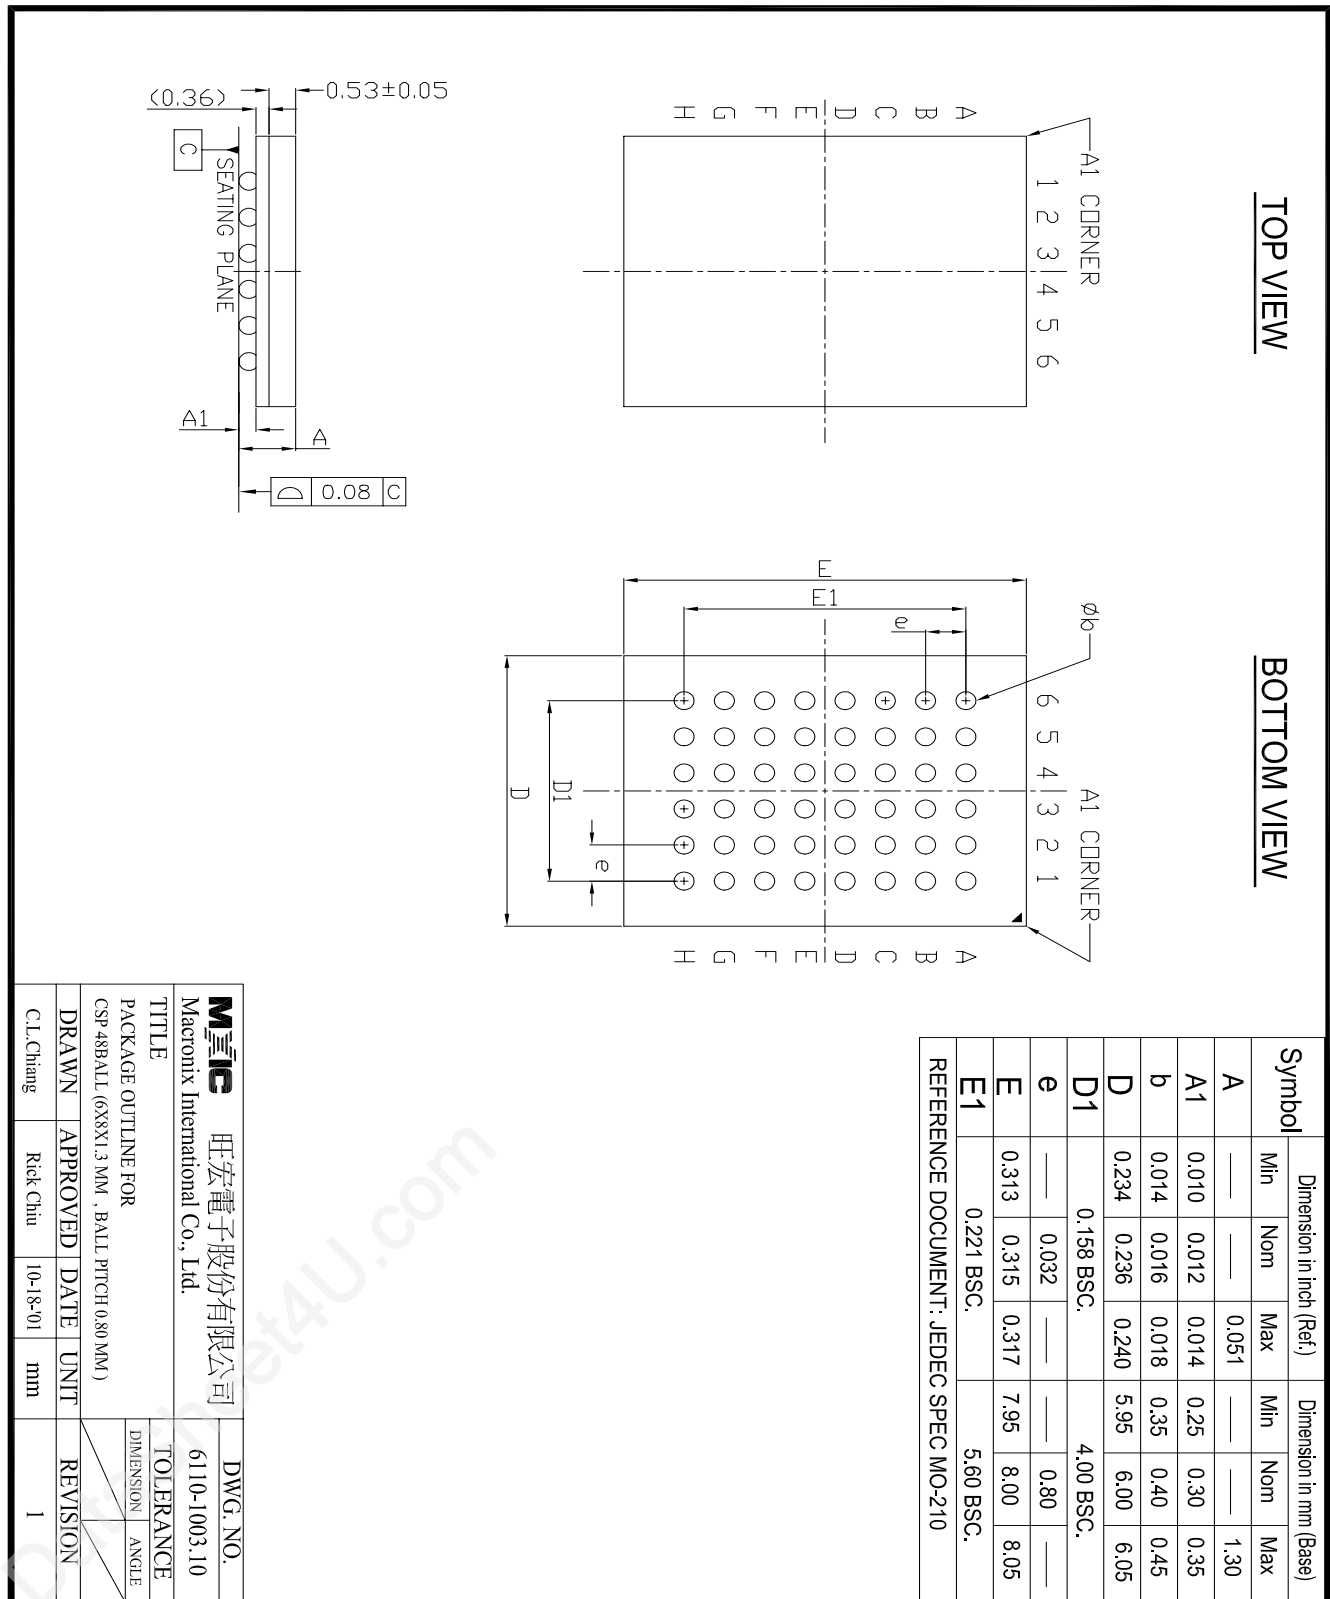 TOP VIEW
BOTTOM VIEW
A1 CORNER
1 2 3 4 5 6
A
B
C
D
E
F
G
H
0.53±0.05
(0.36)
C
SEATING PLANE
A1
A
0.08 C
Øb
A1 CORNER
6 5 4 3 2 1
e
E1
E
A
B
C
D
E
F
G
H
e
D1
D
Symbol Dimension in inch (Ref.) Dimension in mm (Base)
Min Nom Max Min Nom Max
A — — 0.051 — — 1.30
A1 0.010 0.012 0.014 0.25 0.30 0.35
b 0.014 0.016 0.018 0.35 0.40 0.45
D 0.234 0.236 0.240 5.95 6.00 6.05
D1 0.158 BSC. 4.00 BSC.
e — 0.032 — — 0.80 —
E 0.313 0.315 0.317 7.95 8.00 8.05
E1 0.221 BSC. 5.60 BSC.
REFERENCE DOCUMENT: JEDEC SPEC MO-210
MXIC 旺宏電子股份有限公司
Macronix International Co., Ltd.
DWG. NO.
6110-1003.10
TITLE
PACKAGE OUTLINE FOR
CSP 48BALL (6X8X1.3 MM , BALL PITCH 0.80 MM)
TOLERANCE
DIMENSION ANGLE
DRAWN APPROVED DATE UNIT REVISION
C.L.Chiang Rick Chiu 10-18-'01 mm 1
DataSheet4U.com